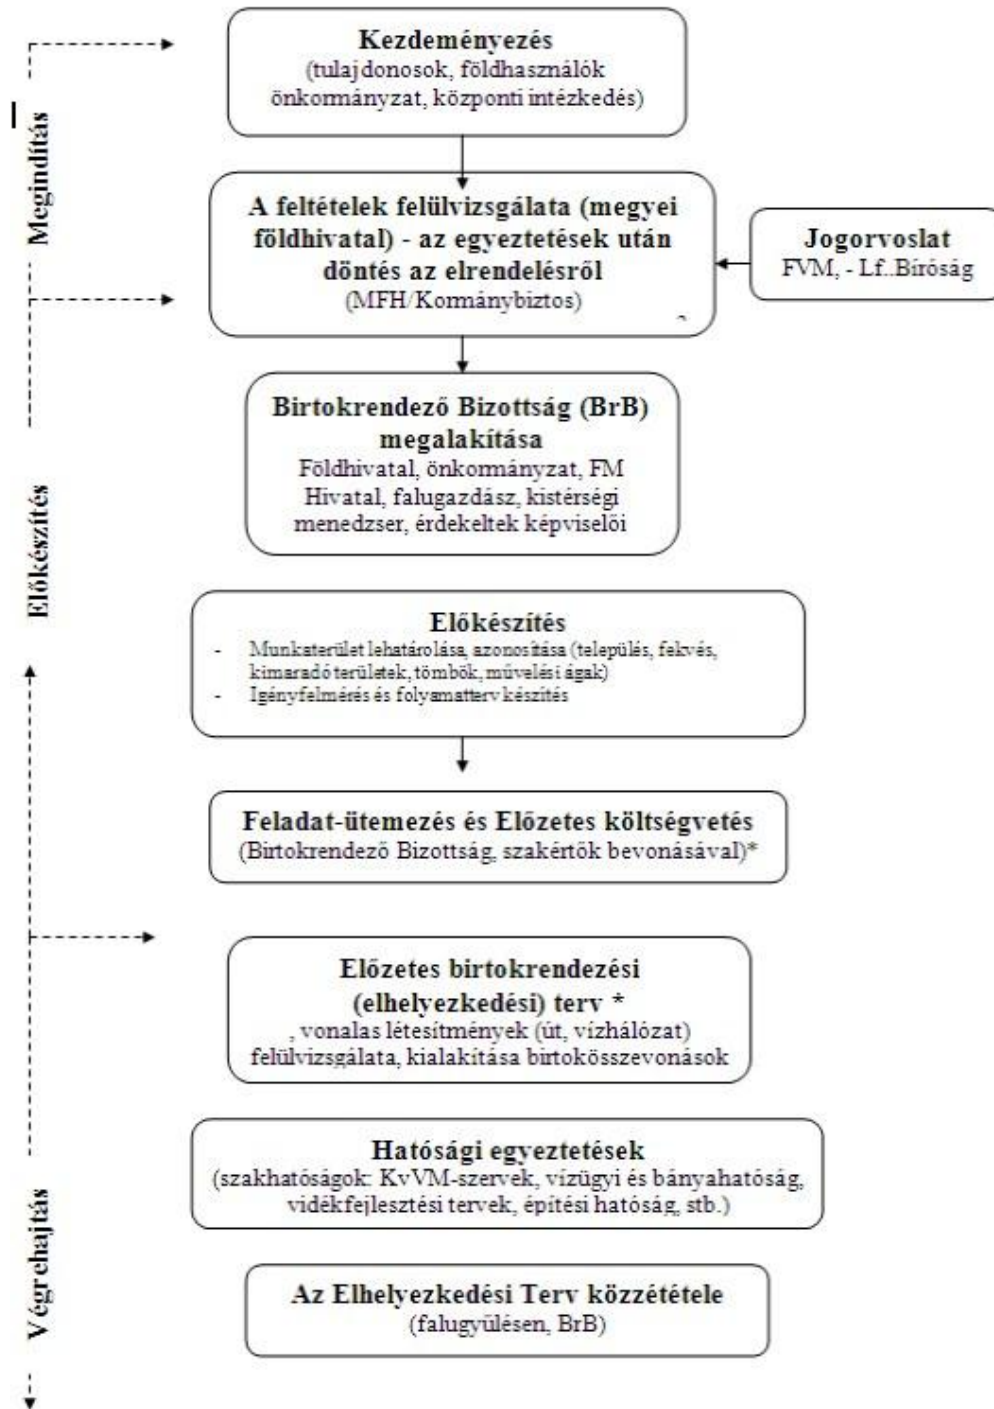 Kezdeményezés
(tulajdonosok, földhasználók
önkormányzat, központi intézkedés)
Megindítás
A feltételek felülvizsgálata (megyei
földhivatal) - az egyeztetések után
döntés az elrendelésről
(MFH/Kormánybiztos)
Jogorvoslat
FVM, - Lf..Bíróság
Birtokrendező Bizottság (BrB)
megalakítása
Földhivatal, önkormányzat, FM
Hivatal, falugazdász, kistérségi
menedzser, érdekeltek képviselői
Előkészítés
Előkészítés
- Munkaterület lehatárolása, azonosítása (település, fekvés,
kimaradó területek, tömbök, művelési ágak)
- Igényfelmérés és folyamatterv készítés
Feladat-ütemezés és Előzetes költségvetés
(Birtokrendező Bizottság, szakértők bevonásával)*
Előzetes birtokrendezési
(elhelyezkedési) terv *
, vonalas létesítmények (út, vízhálózat)
felülvizsgálata, kialakítása birtokösszevonások
Hatósági egyeztetések
(szakhatóságok: KvVM-szervek, vízügyi és bányahatóság,
vidékfejlesztési tervek, építési hatóság, stb.)
Végrehajtás
Az Elhelyezkedési Terv közzététele
(falugyülésen, BrB)